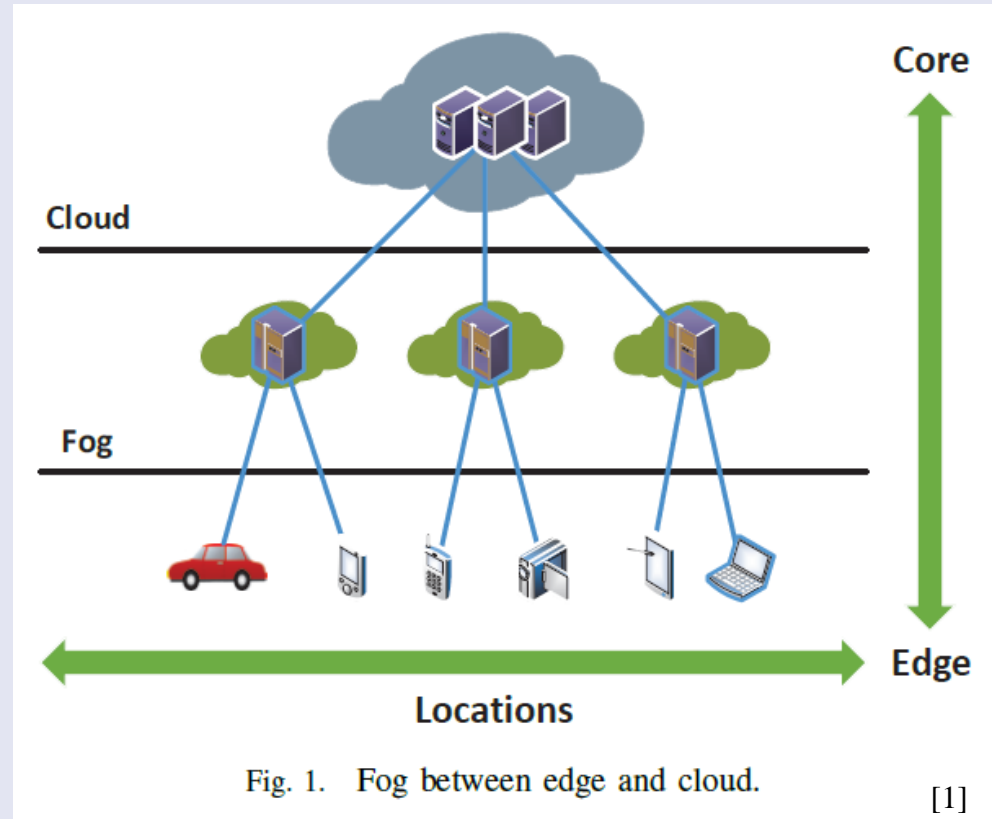 Core
Cloud
Fog
Edge
Locations
Fig. 1. Fog between edge and cloud.
[1]